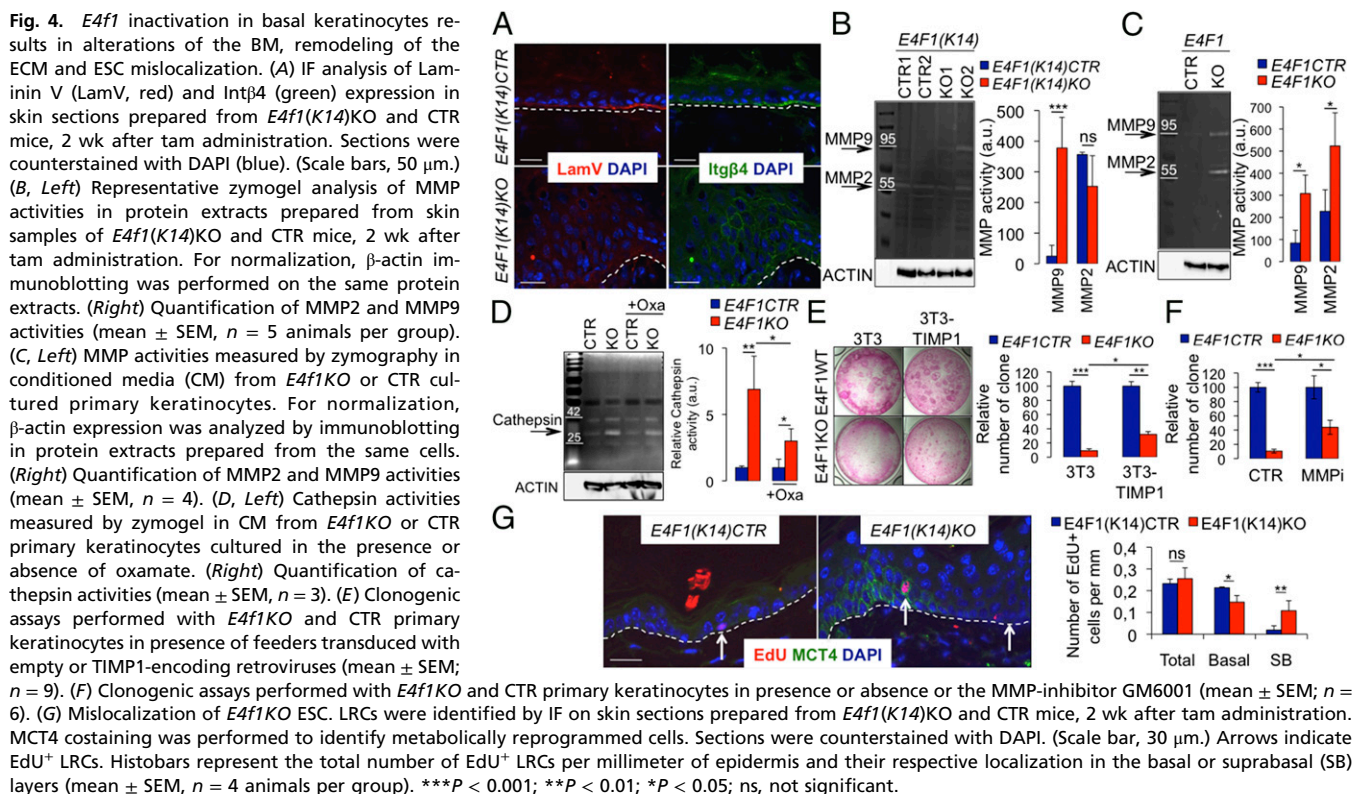 Fig. 4. E4f1 inactivation in basal keratinocytes re-
sults in alterations of the BM, remodeling of the
ECM and ESC mislocalization. (A) IF analysis of Lam-
inin V (LamV, red) and Intβ4 (green) expression in
skin sections prepared from E4f1(K14)KO and CTR
mice, 2 wk after tam administration. Sections were
counterstained with DAPI (blue). (Scale bars, 50 μm.)
(B, Left) Representative zymogel analysis of MMP
activities in protein extracts prepared from skin
samples of E4f1(K14)KO and CTR mice, 2 wk after
tam administration. For normalization, β-actin im-
munoblotting was performed on the same protein
extracts. (Right) Quantification of MMP2 and MMP9
activities (mean ± SEM, n = 5 animals per group).
(C, Left) MMP activities measured by zymography in
conditioned media (CM) from E4f1KO or CTR cul-
tured primary keratinocytes. For normalization,
β-actin expression was analyzed by immunoblotting
in protein extracts prepared from the same cells.
(Right) Quantification of MMP2 and MMP9 activities
(mean ± SEM, n = 4). (D, Left) Cathepsin activities
measured by zymogel in CM from E4f1KO or CTR
primary keratinocytes cultured in the presence or
absence of oxamate. (Right) Quantification of ca-
thepsin activities (mean ± SEM, n = 3). (E) Clonogenic
assays performed with E4f1KO and CTR primary
keratinocytes in presence of feeders transduced with
empty or TIMP1-encoding retroviruses (mean ± SEM;
n = 9). (F) Clonogenic assays performed with E4f1KO and CTR primary keratinocytes in presence or absence or the MMP-inhibitor GM6001 (mean ± SEM; n =
6). (G) Mislocalization of E4f1KO ESC. LRCs were identified by IF on skin sections prepared from E4f1(K14)KO and CTR mice, 2 wk after tam administration.
MCT4 costaining was performed to identify metabolically reprogrammed cells. Sections were counterstained with DAPI. (Scale bar, 30 μm.) Arrows indicate
EdU+ LRCs. Histobars represent the total number of EdU+ LRCs per millimeter of epidermis and their respective localization in the basal or suprabasal (SB)
layers (mean ± SEM, n = 4 animals per group). ***P < 0.001; **P < 0.01; *P < 0.05; ns, not significant.
A
E4F1(K14)CTR
E4F1(K14)KO
LamV DAPI
Itgβ4 DAPI
B
E4F1(K14)
CTR1
CTR2
KO1
KO2
MMP9
MMP2
95
55
ACTIN
E4F1(K14)CTR
E4F1(K14)KO
MMP activity (a.u.)
500
400
300
200
100
0
***
ns
MMP9
MMP2
C
E4F1
CTR
KO
MMP9
MMP2
95
55
ACTIN
E4F1CTR
E4F1KO
MMP activity (a.u.)
700
600
500
400
300
200
100
0
*
*
MMP9
MMP2
D
+Oxa
CTR
KO
CTR
KO
Cathepsin
42
25
ACTIN
E4F1CTR
E4F1KO
Relative Cathepsin
activity (a.u.)
10
5
0
**
*
*
+Oxa
E
3T3
3T3-
TIMP1
E4F1WT
E4F1KO
E4F1CTR
E4F1KO
Relative
number of clone
120
100
80
60
40
20
0
***
*
**
3T3
3T3-
TIMP1
F
E4F1CTR
E4F1KO
Relative
number of clone
120
100
80
60
40
20
0
***
*
*
CTR
MMPi
G
E4F1(K14)CTR
E4F1(K14)KO
EdU MCT4 DAPI
E4F1(K14)CTR
E4F1(K14)KO
Number of EdU+
cells per mm
0,4
0,3
0,2
0,1
0
ns
*
**
Total
Basal
SB